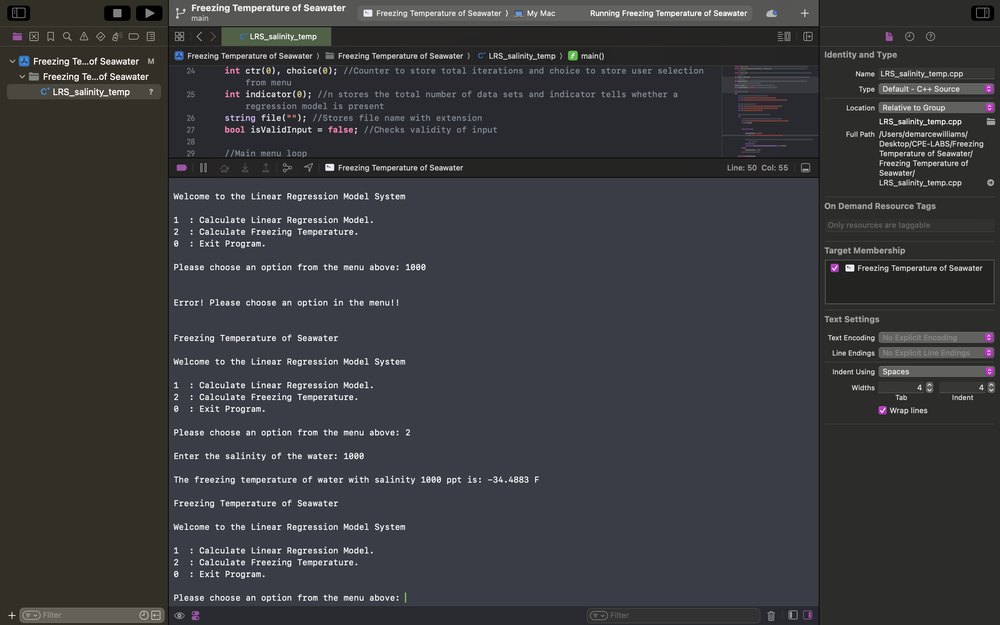 Freezing Temperature of Seawater
main
Freezing Temperature of Seawater 〉 My Mac
Running Freezing Temperature of Seawater
LRS_salinity_temp
Freezing Te...of Seawater M
Freezing Te...of Seawater
LRS_salinity_temp ?
Freezing Temperature of Seawater 〉 Freezing Temperature of Seawater 〉 LRS_salinity_temp 〉 main()
24 int ctr(0), choice(0); //Counter to store total iterations and choice to store user selection
from menu
25 int indicator(0); //n stores the total number of data sets and indicator tells whether a
regression model is present
26 string file(""); //Stores file name with extension
27 bool isValidInput = false; //Checks validity of input
28
29 //Main menu loop
Freezing Temperature of Seawater
Line: 50 Col: 55
Welcome to the Linear Regression Model System
1 : Calculate Linear Regression Model.
2 : Calculate Freezing Temperature.
0 : Exit Program.
Please choose an option from the menu above: 1000
Error! Please choose an option in the menu!!
Freezing Temperature of Seawater
Welcome to the Linear Regression Model System
1 : Calculate Linear Regression Model.
2 : Calculate Freezing Temperature.
0 : Exit Program.
Please choose an option from the menu above: 2
Enter the salinity of the water: 1000
The freezing temperature of water with salinity 1000 ppt is: -34.4883 F
Freezing Temperature of Seawater
Welcome to the Linear Regression Model System
1 : Calculate Linear Regression Model.
2 : Calculate Freezing Temperature.
0 : Exit Program.
Please choose an option from the menu above:
Filter
Filter
Identity and Type
Name LRS_salinity_temp.cpp
Type Default - C++ Source
Location Relative to Group
LRS_salinity_temp.cpp
Full Path /Users/demarcewilliams/
Desktop/CPE-LABS/Freezing
Temperature of Seawater/
Freezing Temperature of
Seawater/
LRS_salinity_temp.cpp
On Demand Resource Tags
Only resources are taggable
Target Membership
Freezing Temperature of Seawater
Text Settings
Text Encoding No Explicit Encoding
Line Endings No Explicit Line Endings
Indent Using Spaces
Widths 4 4
Tab Indent
Wrap lines